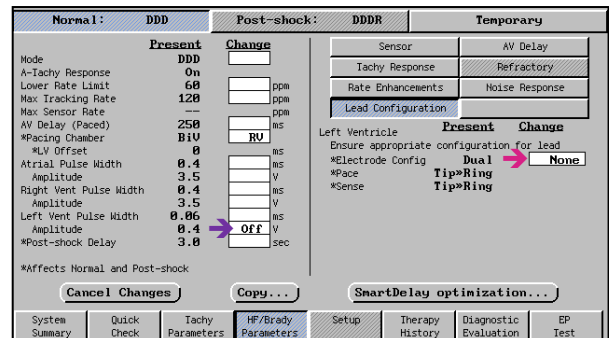 Normal: DDD Post-shock: DDDR Temporary
Present Change
Mode DDD
A-Tachy Response On
Lower Rate Limit 60 ppm
Max Tracking Rate 120 ppm
Max Sensor Rate --- ppm
AV Delay (Paced) 250 ms
*Pacing Chamber BiV RV
*LV Offset 0 ms
Atrial Pulse Width 0.4 ms
Amplitude 3.5 V
Right Vent Pulse Width 0.4 ms
Amplitude 3.5 V
Left Vent Pulse Width 0.06 ms
Amplitude 0.4 Off V
*Post-shock Delay 3.0 sec
*Affects Normal and Post-shock
Sensor AV Delay
Tachy Response Refractory
Rate Enhancements Noise Response
Lead Configuration
Left Ventricle Present Change
Ensure appropriate configuration for lead
*Electrode Config Dual None
*Pace Tip»Ring
*Sense Tip»Ring
Cancel Changes Copy... SmartDelay optimization...
System Summary Quick Check Tachy Parameters HF/Brady Parameters Setup Therapy History Diagnostic Evaluation EP Test